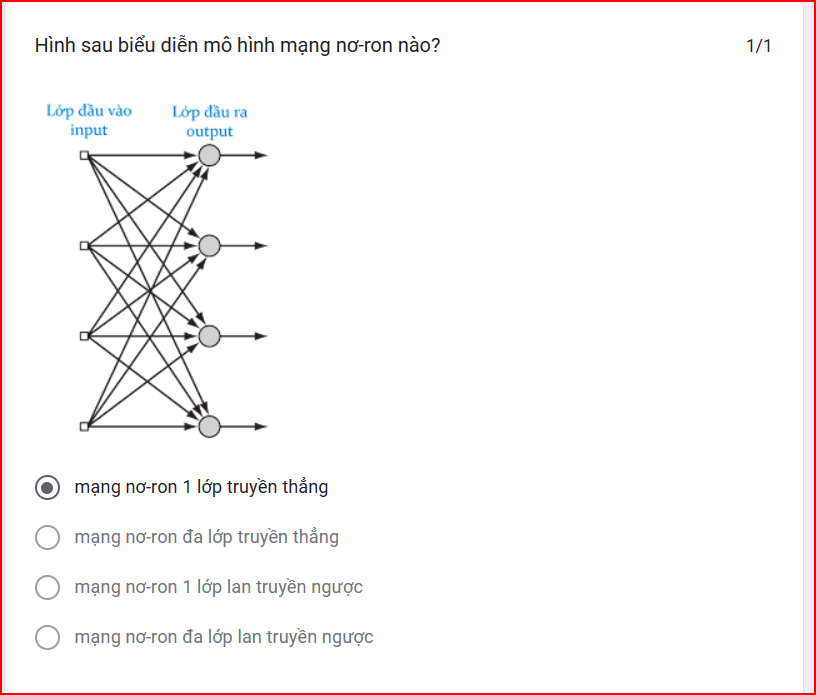 Hình sau biểu diễn mô hình mạng nơ-ron nào?
1/1
Lớp đầu vào
input
Lớp đầu ra
output
mạng nơ-ron 1 lớp truyền thẳng
mạng nơ-ron đa lớp truyền thẳng
mạng nơ-ron 1 lớp lan truyền ngược
mạng nơ-ron đa lớp lan truyền ngược